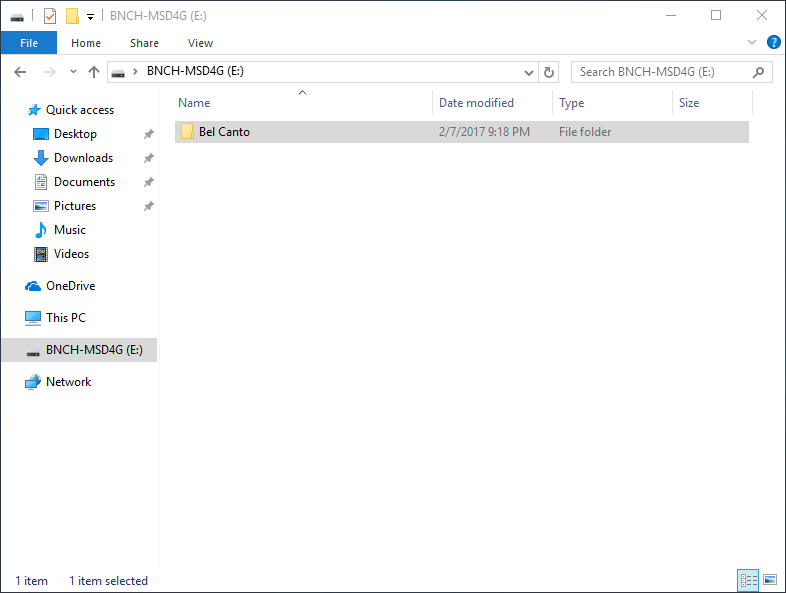 BNCH-MSD4G (E:)
File Home Share View ?
BNCH-MSD4G (E:) Search BNCH-MSD4G (E:)
Name Date modified Type Size
Quick access
Bel Canto 2/7/2017 9:18 PM File folder
Desktop
Downloads
Documents
Pictures
Music
Videos
OneDrive
This PC
BNCH-MSD4G (E:)
Network
1 item 1 item selected